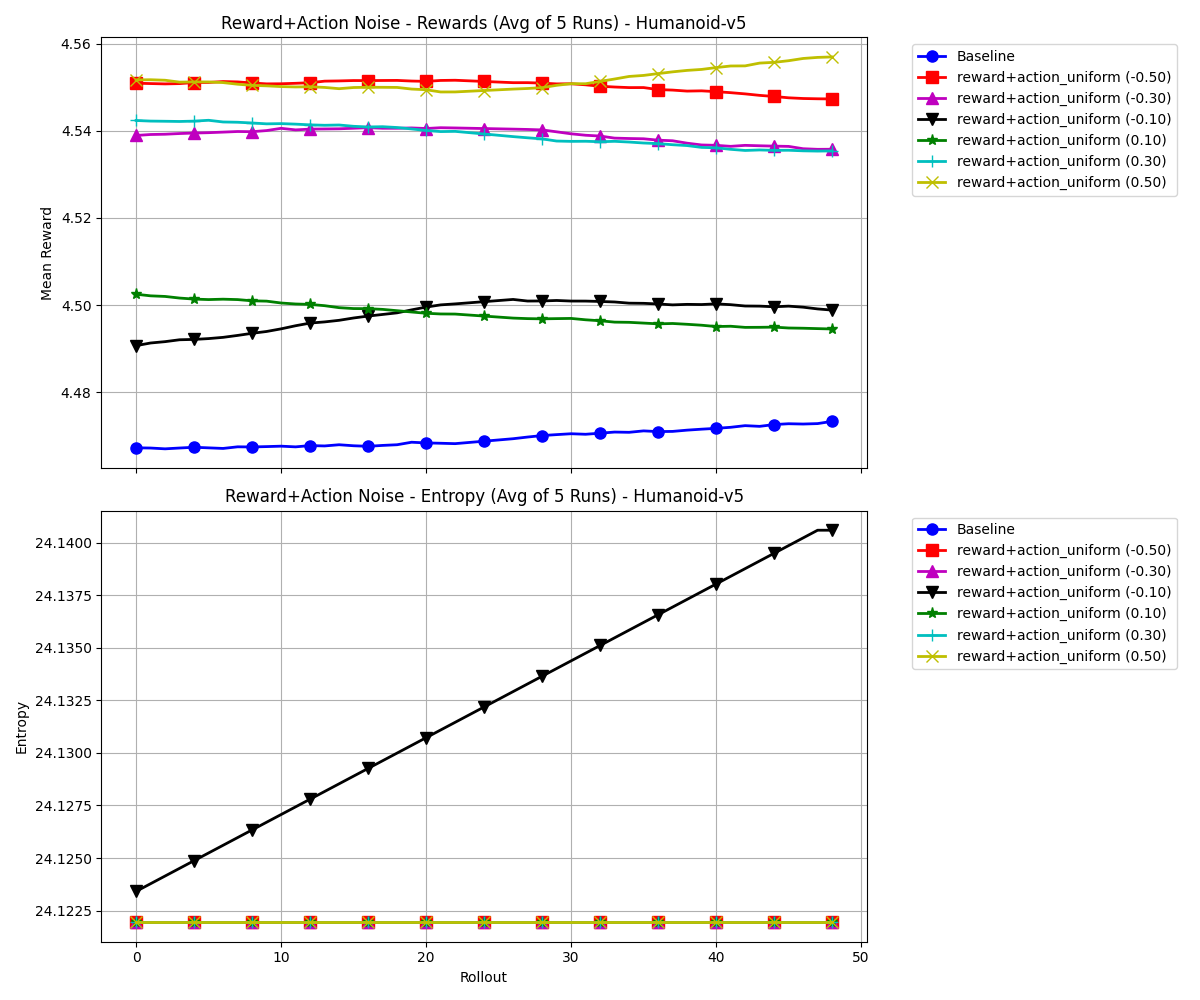 Reward+Action Noise - Rewards (Avg of 5 Runs) - Humanoid-v5
4.56
4.54
4.52
4.50
4.48
Mean Reward
Baseline
reward+action_uniform (-0.50)
reward+action_uniform (-0.30)
reward+action_uniform (-0.10)
reward+action_uniform (0.10)
reward+action_uniform (0.30)
reward+action_uniform (0.50)
Reward+Action Noise - Entropy (Avg of 5 Runs) - Humanoid-v5
24.1400
24.1375
24.1350
24.1325
24.1300
24.1275
24.1250
24.1225
Entropy
0 10 20 30 40 50
Rollout
Baseline
reward+action_uniform (-0.50)
reward+action_uniform (-0.30)
reward+action_uniform (-0.10)
reward+action_uniform (0.10)
reward+action_uniform (0.30)
reward+action_uniform (0.50)